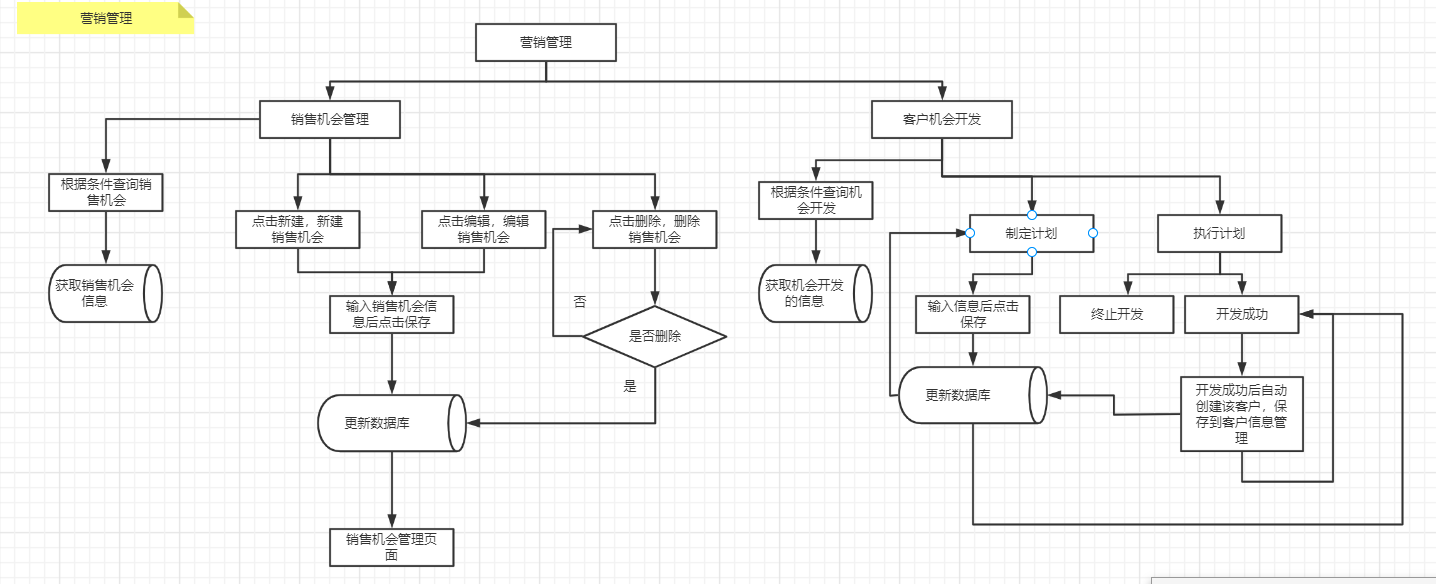 营销管理
营销管理
销售机会管理
客户机会开发
根据条件查询销
售机会
点击新建，新建
销售机会
点击编辑，编辑
销售机会
点击删除，删除
销售机会
根据条件查询机
会开发
制定计划
执行计划
获取销售机会
信息
输入销售机会信
息后点击保存
否
是否删除
是
获取机会开发
的信息
输入信息后点击
保存
终止开发
开发成功
更新数据库
更新数据库
开发成功后自动
创建该客户，保
存到客户信息管
理
销售机会管理页
面